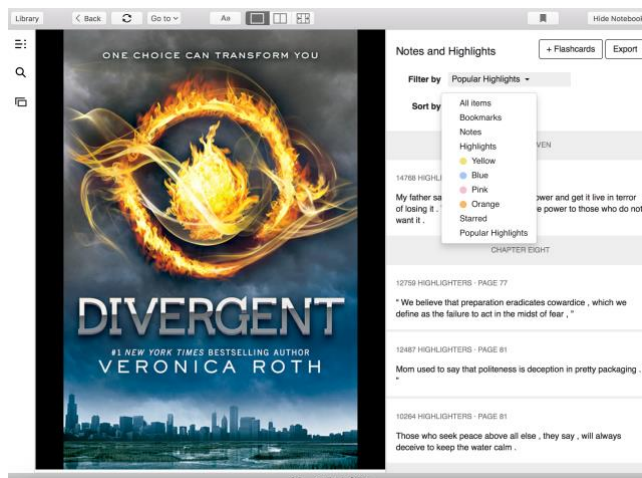 Library
Back
Go to
Aa
Hide Notebook
ONE CHOICE CAN TRANSFORM YOU
DIVERGENT
#1 NEW YORK TIMES BESTSELLING AUTHOR
VERONICA ROTH
Notes and Highlights
+ Flashcards
Export
Filter by
Popular Highlights
Sort by
All items
Bookmarks
Notes
Highlights
Yellow
Blue
Pink
Orange
Starred
Popular Highlights
VEN
14768 HIGHLI
My father sa ower and get it live in terror
of losing it . e power to those who do not
want it .
CHAPTER EIGHT
12759 HIGHLIGHTERS · PAGE 77
" We believe that preparation eradicates cowardice , which we
define as the failure to act in the midst of fear , "
12487 HIGHLIGHTERS · PAGE 81
Mom used to say that politeness is deception in pretty packaging .
"
10264 HIGHLIGHTERS · PAGE 81
Those who seek peace above all else , they say , will always
deceive to keep the water calm .